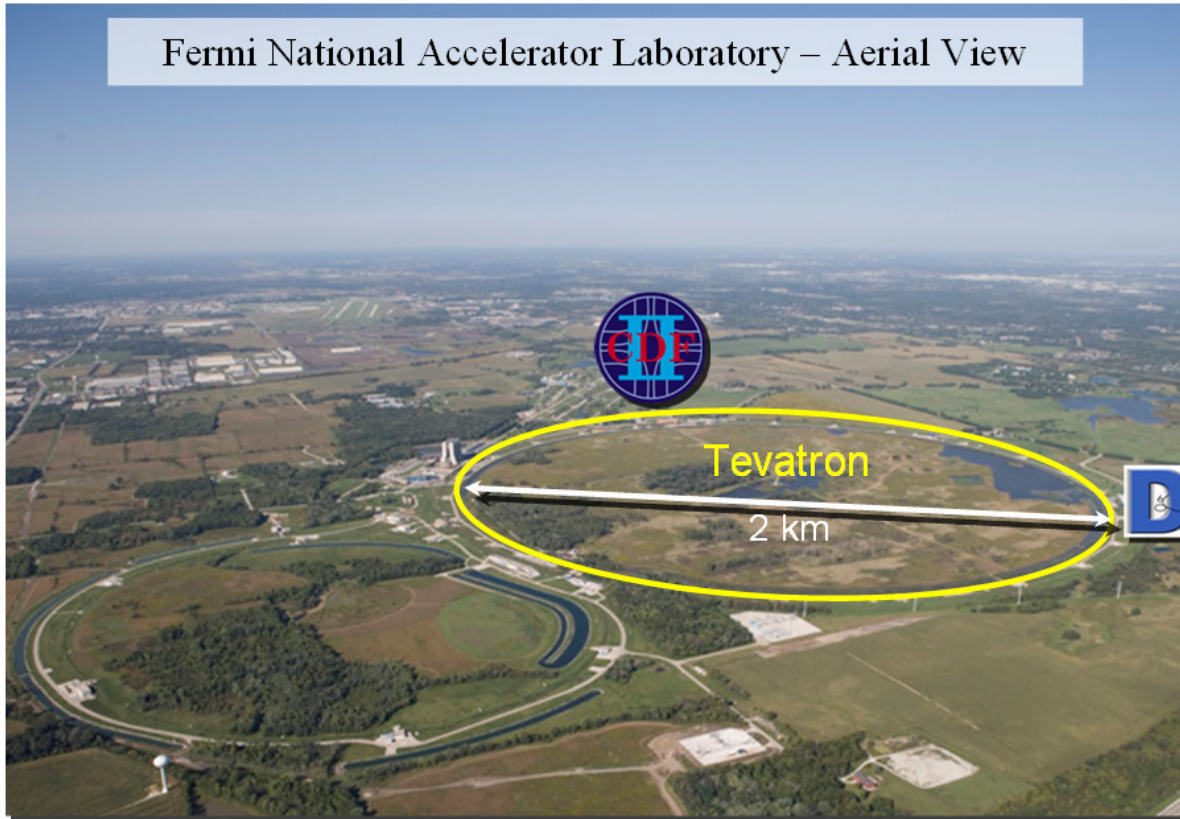 Fermi National Accelerator Laboratory – Aerial View
II
CDF
Tevatron
2 km
D